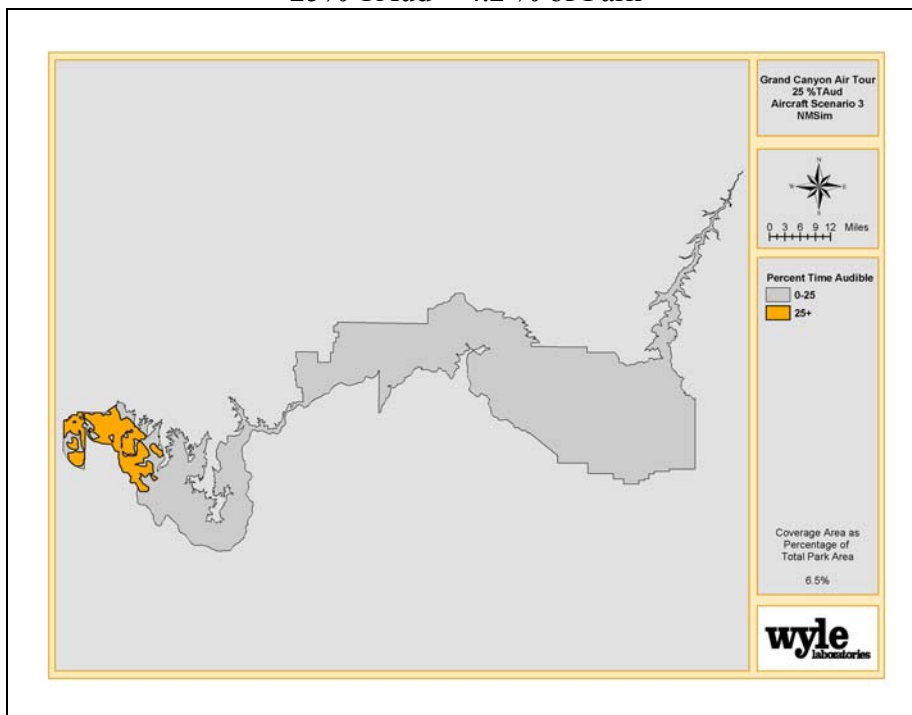 Grand Canyon Air Tour
25 %TAud
Aircraft Scenario 3
NMSim
N
W E
S
0 3 6 9 12 Miles
Percent Time Audible
0-25
25+
Coverage Area as
Percentage of
Total Park Area
6.5%
wyle
laboratories